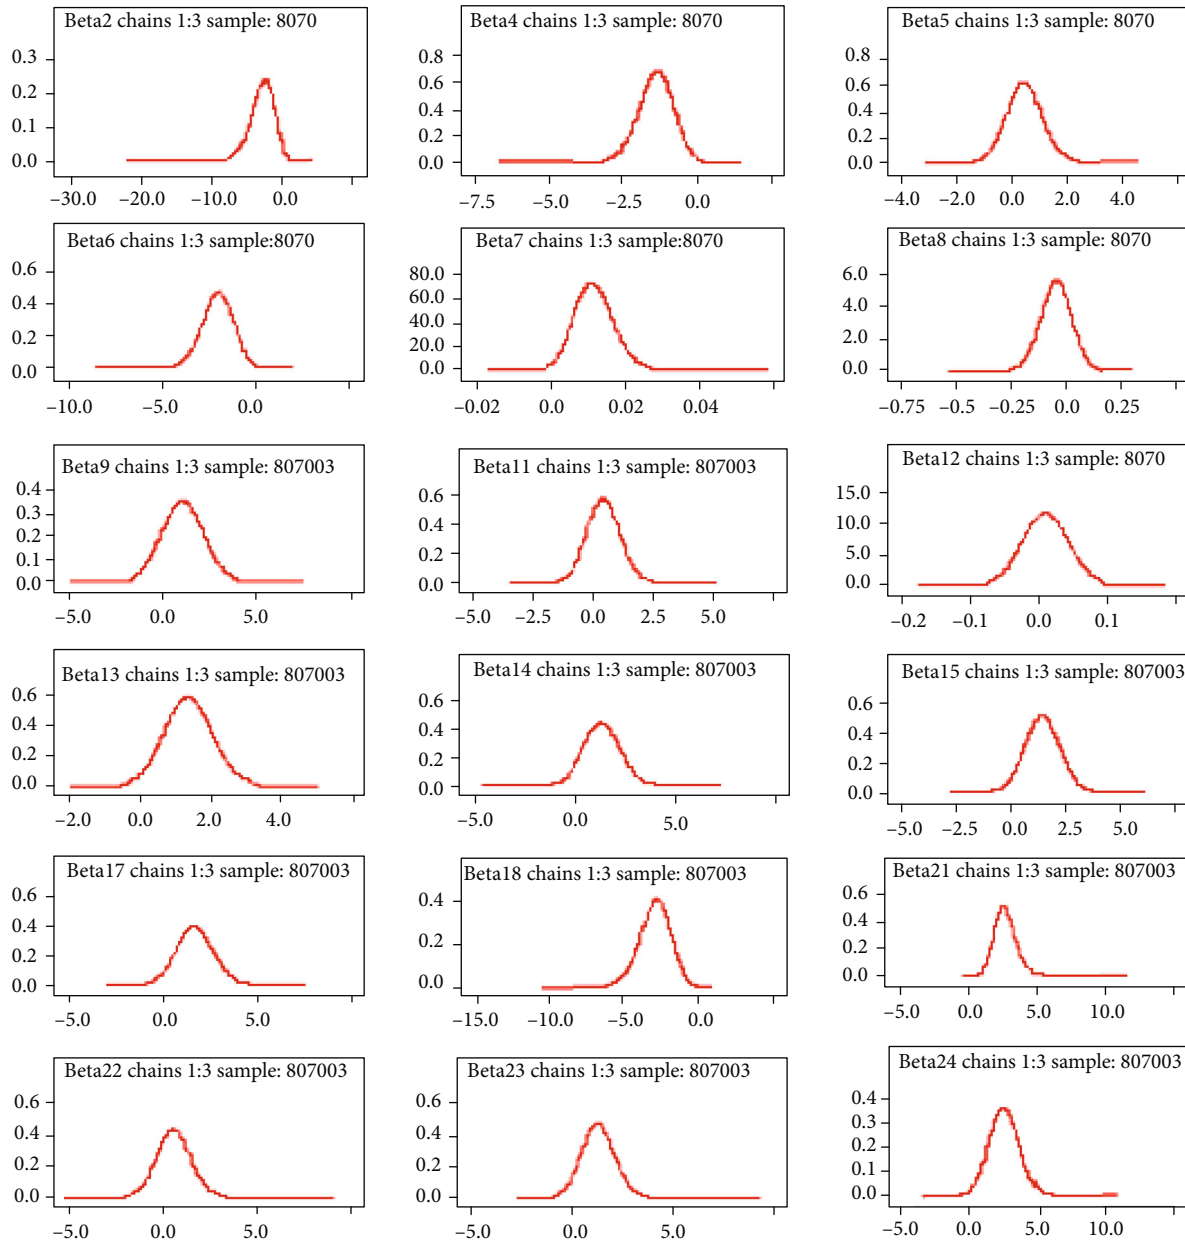 Beta2 chains 1:3 sample: 8070
0.3
0.2
0.1
0.0
−30.0 −20.0 −10.0 0.0
Beta4 chains 1:3 sample: 8070
0.8
0.6
0.4
0.2
0.0
−7.5 −5.0 −2.5 0.0
Beta5 chains 1:3 sample: 8070
0.8
0.6
0.4
0.2
0.0
−4.0 −2.0 0.0 2.0 4.0
Beta6 chains 1:3 sample:8070
0.6
0.4
0.2
0.0
−10.0 −5.0 0.0
Beta7 chains 1:3 sample:8070
80.0
60.0
40.0
20.0
0.0
−0.02 0.0 0.02 0.04
Beta8 chains 1:3 sample: 8070
6.0
4.0
2.0
0.0
−0.75 −0.5 −0.25 0.0 0.25
Beta9 chains 1:3 sample: 807003
0.4
0.3
0.2
0.1
0.0
−5.0 0.0 5.0
Beta11 chains 1:3 sample: 807003
0.6
0.4
0.2
0.0
−5.0 −2.5 0.0 2.5 5.0
Beta12 chains 1:3 sample: 8070
15.0
10.0
5.0
0.0
−0.2 −0.1 0.0 0.1
Beta13 chains 1:3 sample: 807003
0.6
0.4
0.2
0.0
−2.0 0.0 2.0 4.0
Beta14 chains 1:3 sample: 807003
0.6
0.4
0.2
0.0
−5.0 0.0 5.0
Beta15 chains 1:3 sample: 807003
0.6
0.4
0.2
0.0
−5.0 −2.5 0.0 2.5 5.0
Beta17 chains 1:3 sample: 807003
0.6
0.4
0.2
0.0
−5.0 0.0 5.0
Beta18 chains 1:3 sample: 807003
0.4
0.2
0.0
−15.0 −10.0 −5.0 0.0
Beta21 chains 1:3 sample: 807003
0.6
0.4
0.2
0.0
−5.0 0.0 5.0 10.0
Beta22 chains 1:3 sample: 807003
0.6
0.4
0.2
0.0
−5.0 0.0 5.0
Beta23 chains 1:3 sample: 807003
0.6
0.4
0.2
0.0
−5.0 0.0 5.0
Beta24 chains 1:3 sample: 807003
0.4
0.3
0.24
0.1
0.0
−5.0 0.0 5.0 10.0